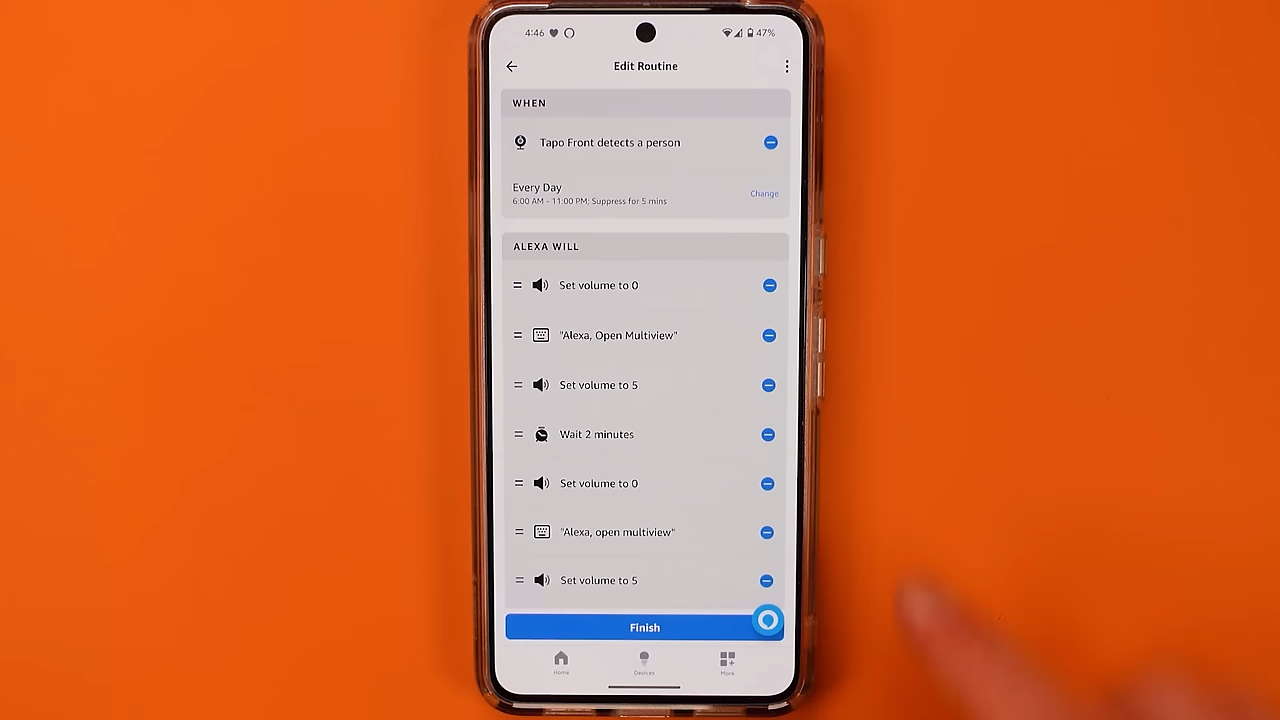 4:46 47%
Edit Routine
WHEN
Tapo Front detects a person
Every Day
6:00 AM - 11:00 PM; Suppress for 5 mins
Change
ALEXA WILL
Set volume to 0
"Alexa, Open Multiview"
Set volume to 5
Wait 2 minutes
Set volume to 0
"Alexa, open multiview"
Set volume to 5
Finish
Home Devices More